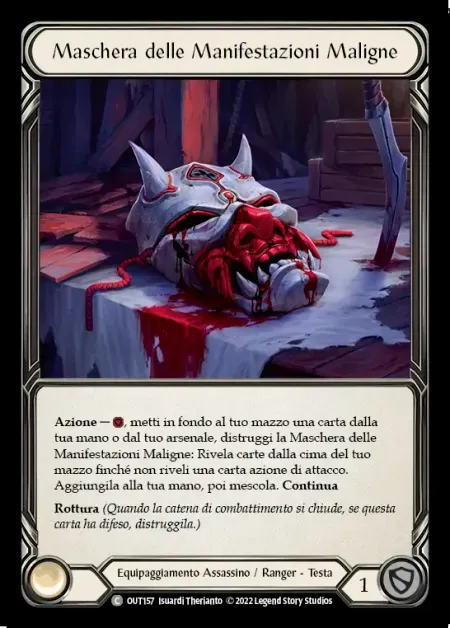 Maschera delle Manifestazioni Maligne
Azione — , metti in fondo al tuo mazzo una carta dalla
tua mano o dal tuo arsenale, distruggi la Maschera delle
Manifestazioni Maligne: Rivela carte dalla cima del tuo
mazzo finché non riveli una carta azione di attacco.
Aggiungila alla tua mano, poi mescola. Continua
Rottura (Quando la catena di combattimento si chiude, se questa
carta ha difeso, distruggila.)
Equipaggiamento Assassino / Ranger - Testa
1
C OUT157 Isuardi Therianto © 2022 Legend Story Studios